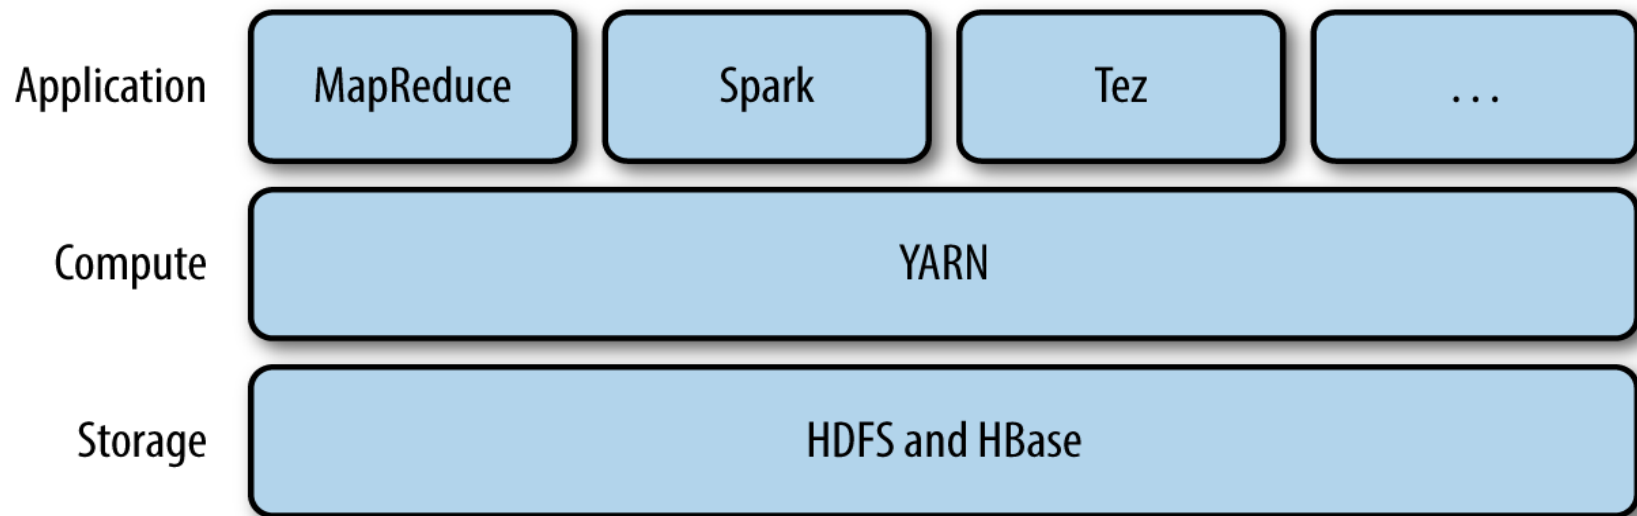 Application MapReduce Spark Tez ...
Compute YARN
Storage HDFS and HBase